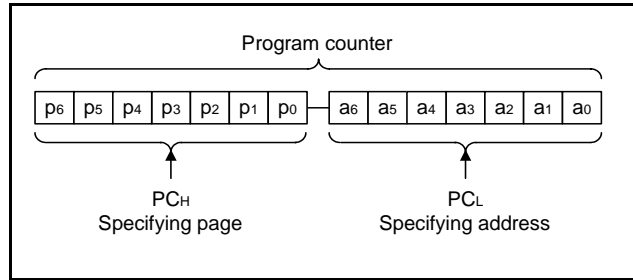 Program counter
p6 p5 p4 p3 p2 p1 p0 a6 a5 a4 a3 a2 a1 a0
PCH PCL
Specifying page Specifying address